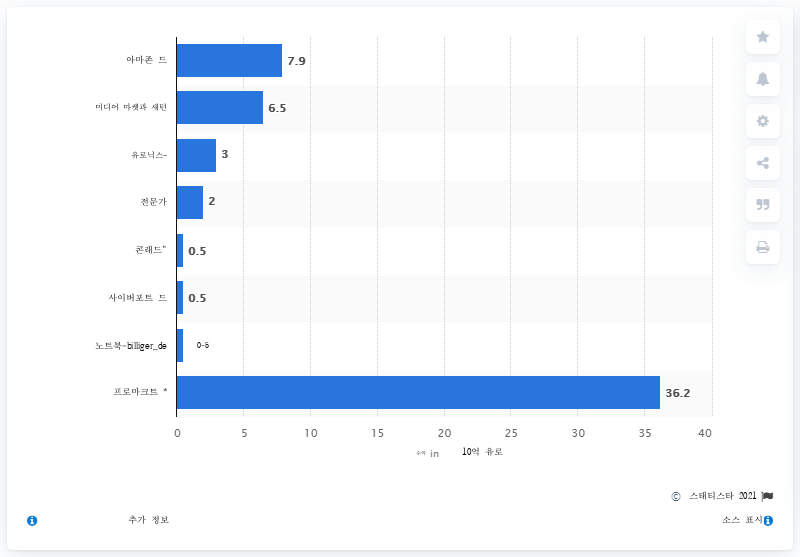 아마존 드
7.9
미디어 마켓과 새턴
6.5
유로닉스-
3
전문가
2
콘래드"
0.5
사이버포트 드
0.5
노트북-billiger_de
0-5
프로마크트 *
36.2
0 5 10 15 20 25 30 35 40
수익 in 10억 유로
© 스태티스타 2021
추가 정보
소스 표시